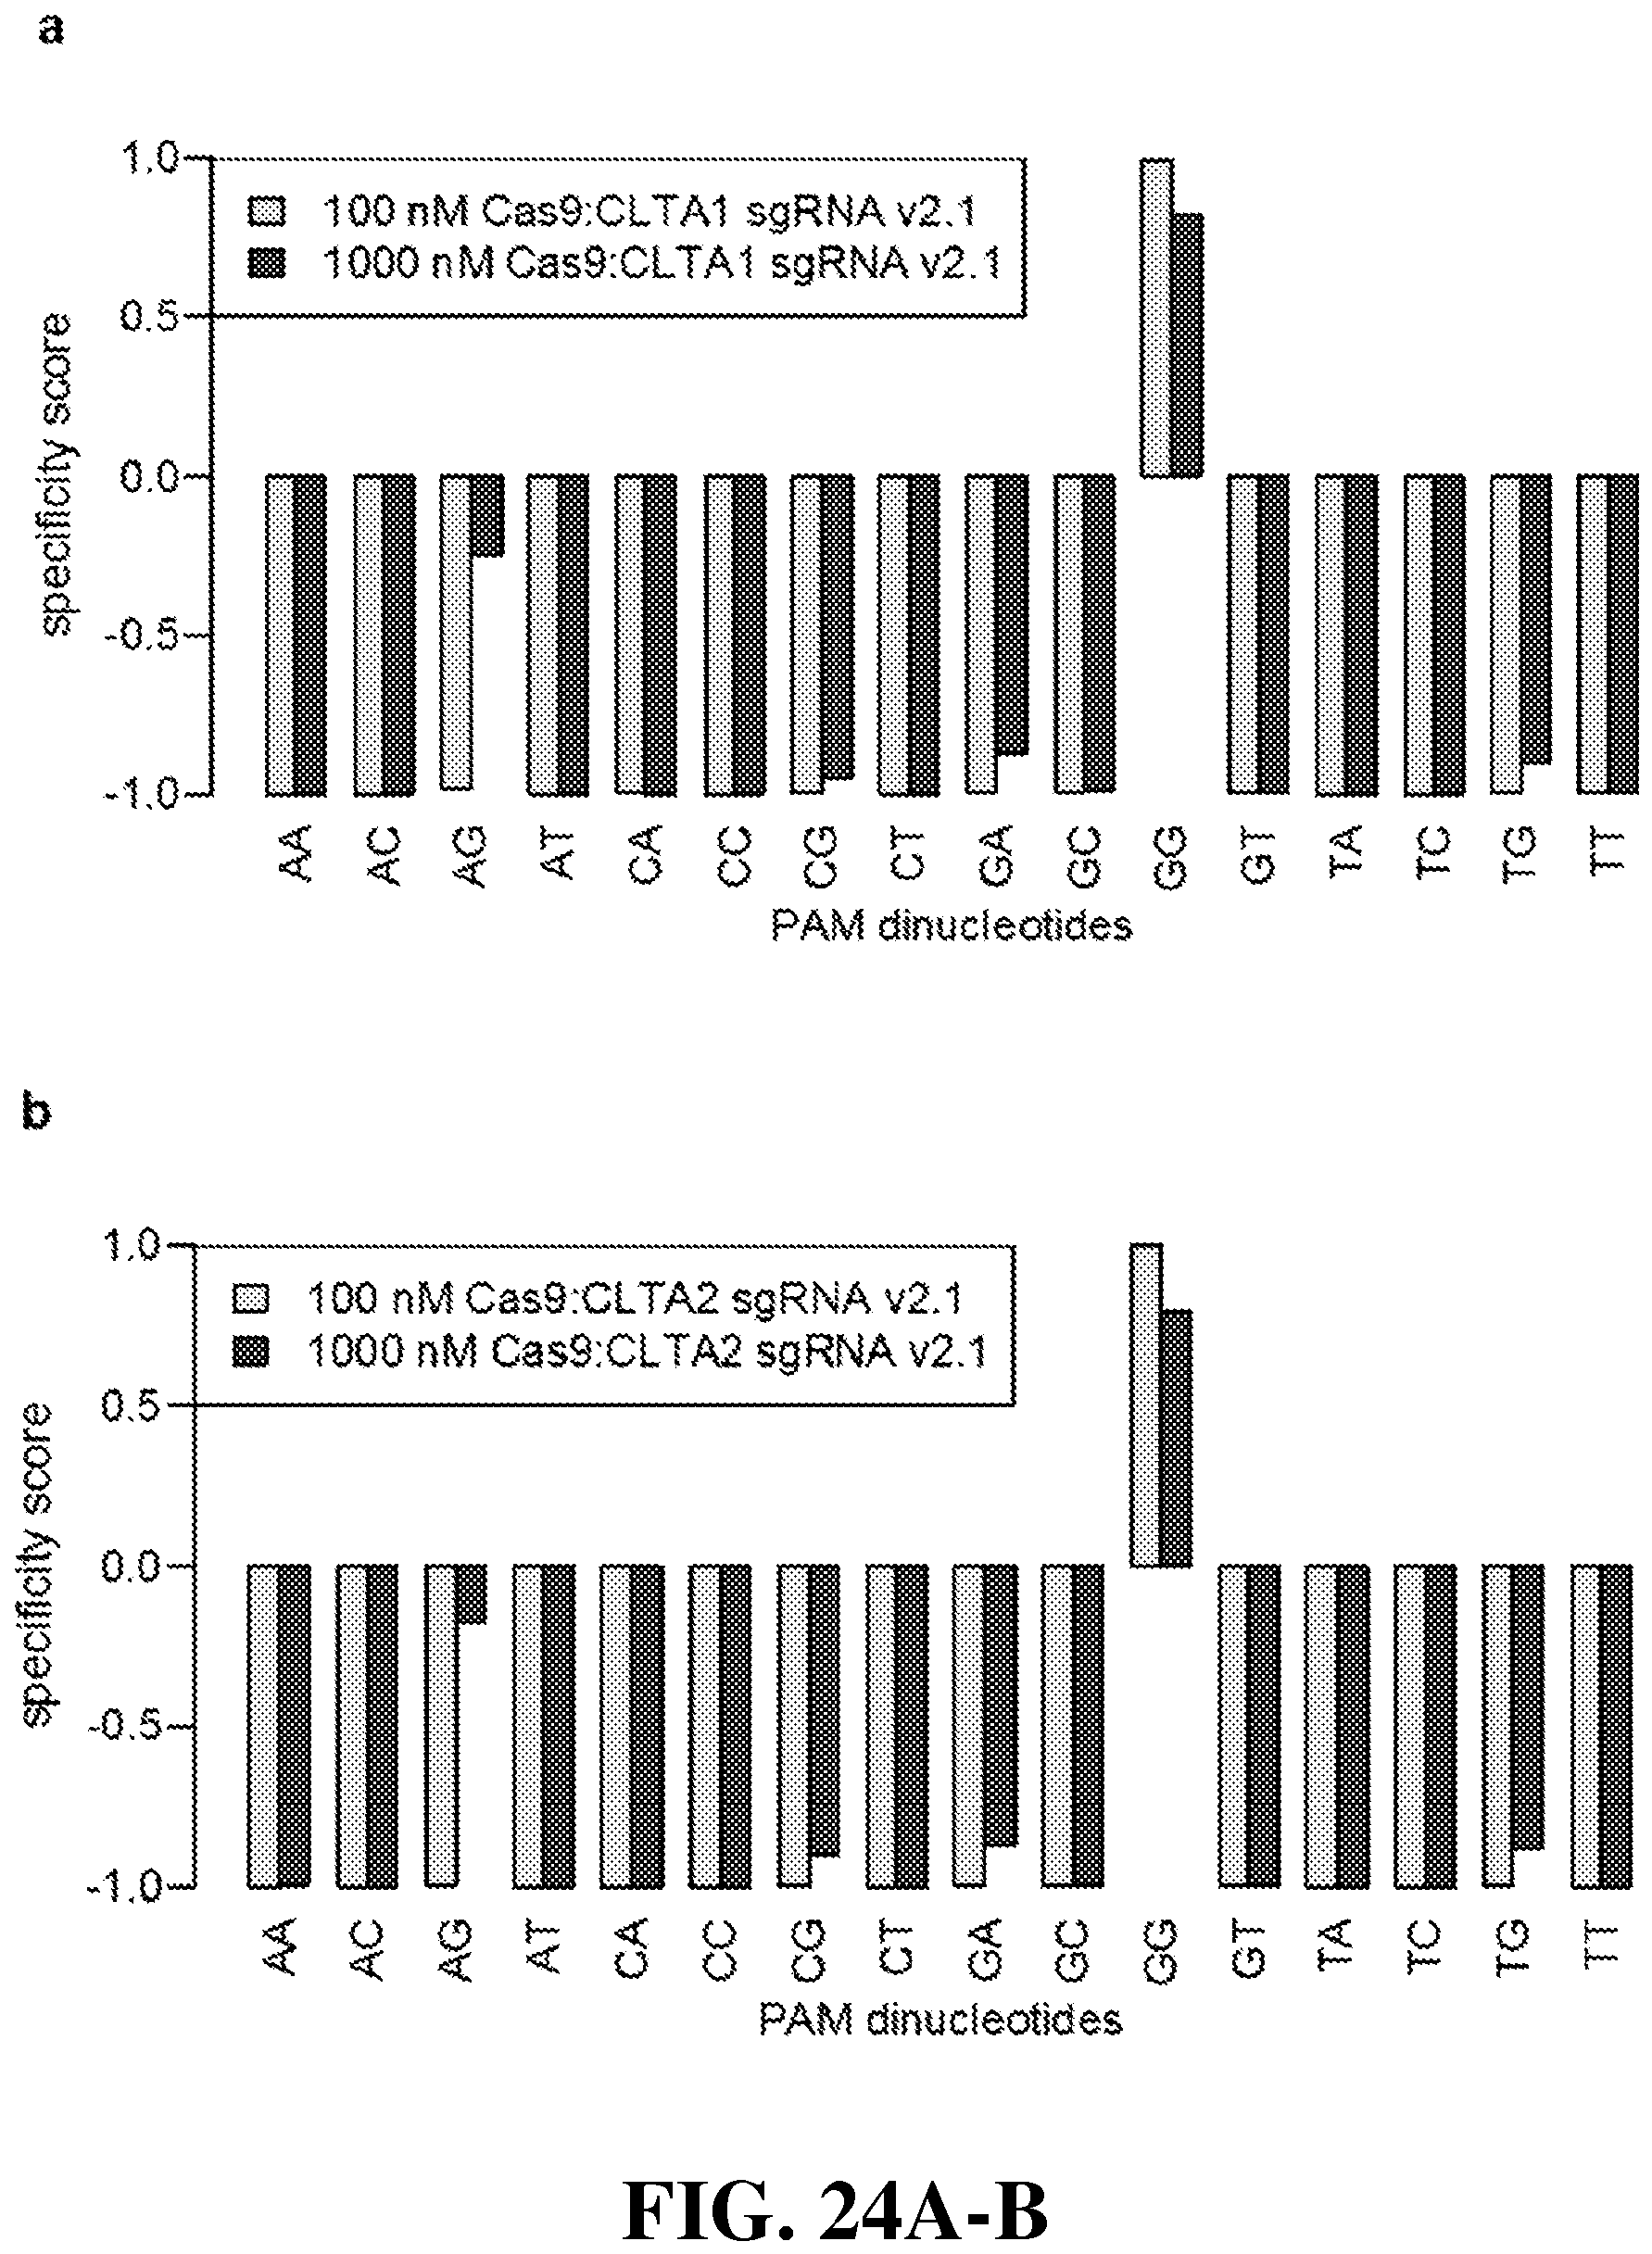 a
1.0
100 nM Cas9:CLTA1 sgRNA v2.1
1000 nM Cas9:CLTA1 sgRNA v2.1
0.5
specificity score
0.0
-0.5
-1.0
AA AC AG AT CA CC CG CT GA GC GG GT TA TC TG TT
PAM dinucleotides
b
1.0
100 nM Cas9:CLTA2 sgRNA v2.1
1000 nM Cas9:CLTA2 sgRNA v2.1
0.5
specificity score
0.0
-0.5
-1.0
AA AC AG AT CA CC CG CT GA GC GG GT TA TC TG TT
PAM dinucleotides
FIG. 24A-B